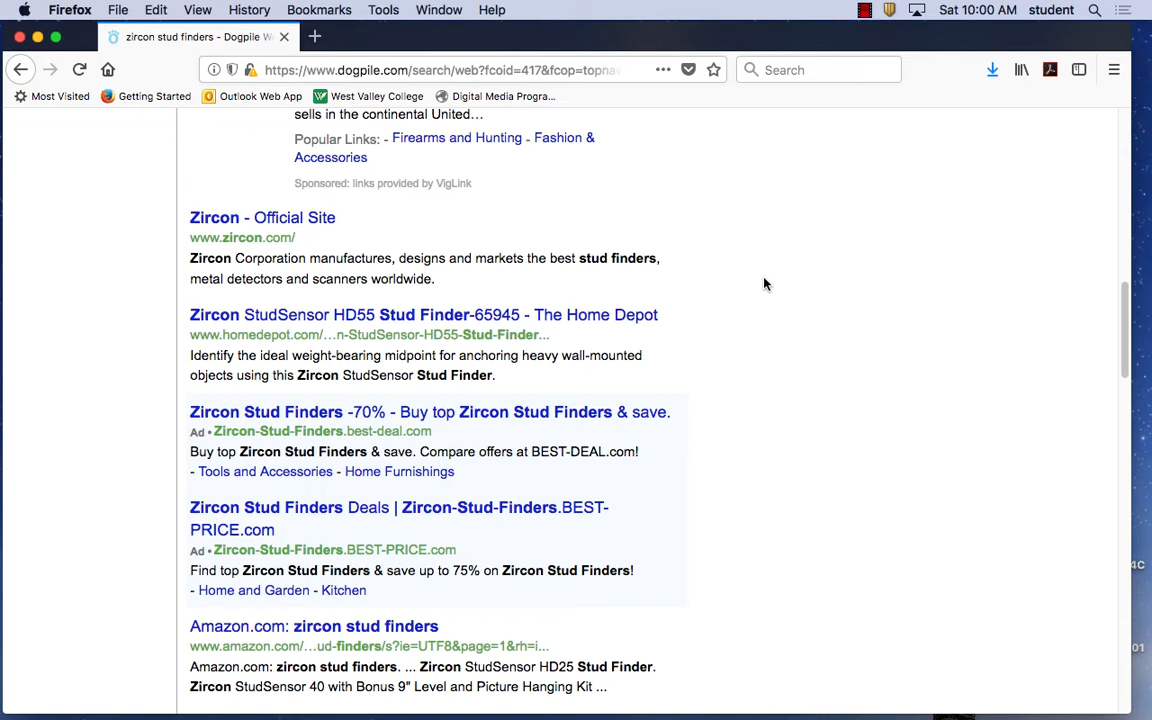 Firefox File Edit View History Bookmarks Tools Window Help Sat 10:00 AM student
zircon stud finders - Dogpile W
https://www.dogpile.com/search/web?fcoid=417&fcop=topnav Search
Most Visited Getting Started Outlook Web App West Valley College Digital Media Progra...
sells in the continental United...
Popular Links: - Firearms and Hunting - Fashion &
Accessories
Sponsored: links provided by VigLink
Zircon - Official Site
www.zircon.com/
Zircon Corporation manufactures, designs and markets the best stud finders,
metal detectors and scanners worldwide.
Zircon StudSensor HD55 Stud Finder-65945 - The Home Depot
www.homedepot.com/...n-StudSensor-HD55-Stud-Finder...
Identify the ideal weight-bearing midpoint for anchoring heavy wall-mounted
objects using this Zircon StudSensor Stud Finder.
Zircon Stud Finders -70% - Buy top Zircon Stud Finders & save.
Ad • Zircon-Stud-Finders.best-deal.com
Buy top Zircon Stud Finders & save. Compare offers at BEST-DEAL.com!
- Tools and Accessories - Home Furnishings
Zircon Stud Finders Deals | Zircon-Stud-Finders.BEST-
PRICE.com
Ad • Zircon-Stud-Finders.BEST-PRICE.com
Find top Zircon Stud Finders & save up to 75% on Zircon Stud Finders!
- Home and Garden - Kitchen
Amazon.com: zircon stud finders
www.amazon.com/...ud-finders/s?ie=UTF8&page=1&rh=i...
Amazon.com: zircon stud finders. ... Zircon StudSensor HD25 Stud Finder.
Zircon StudSensor 40 with Bonus 9" Level and Picture Hanging Kit ...
4C
01